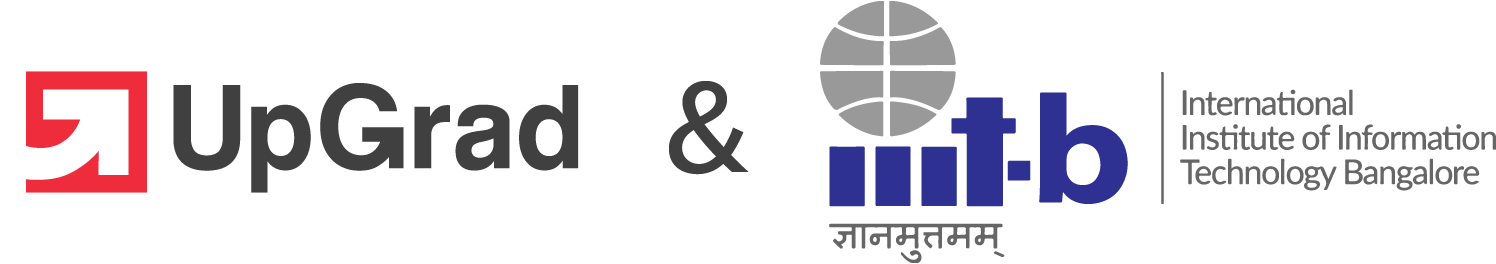 UpGrad & iiit-b
International
Institute of Information
Technology Bangalore
ज्ञानमुत्तमम्